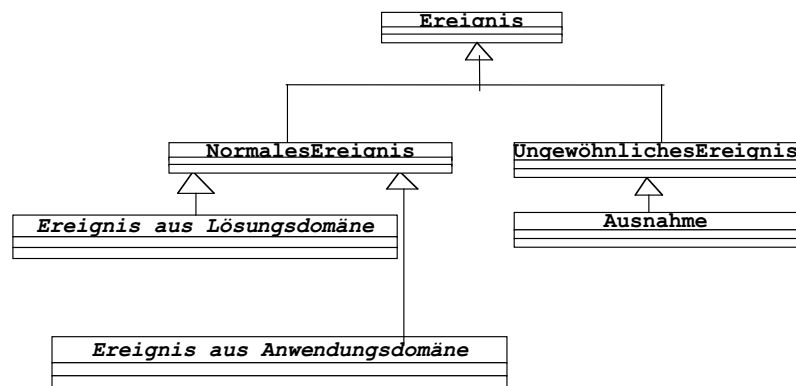 Ereignis
NormalesEreignis
UngewöhnlichesEreignis
Ereignis aus Lösungsdomäne
Ausnahme
Ereignis aus Anwendungsdomäne